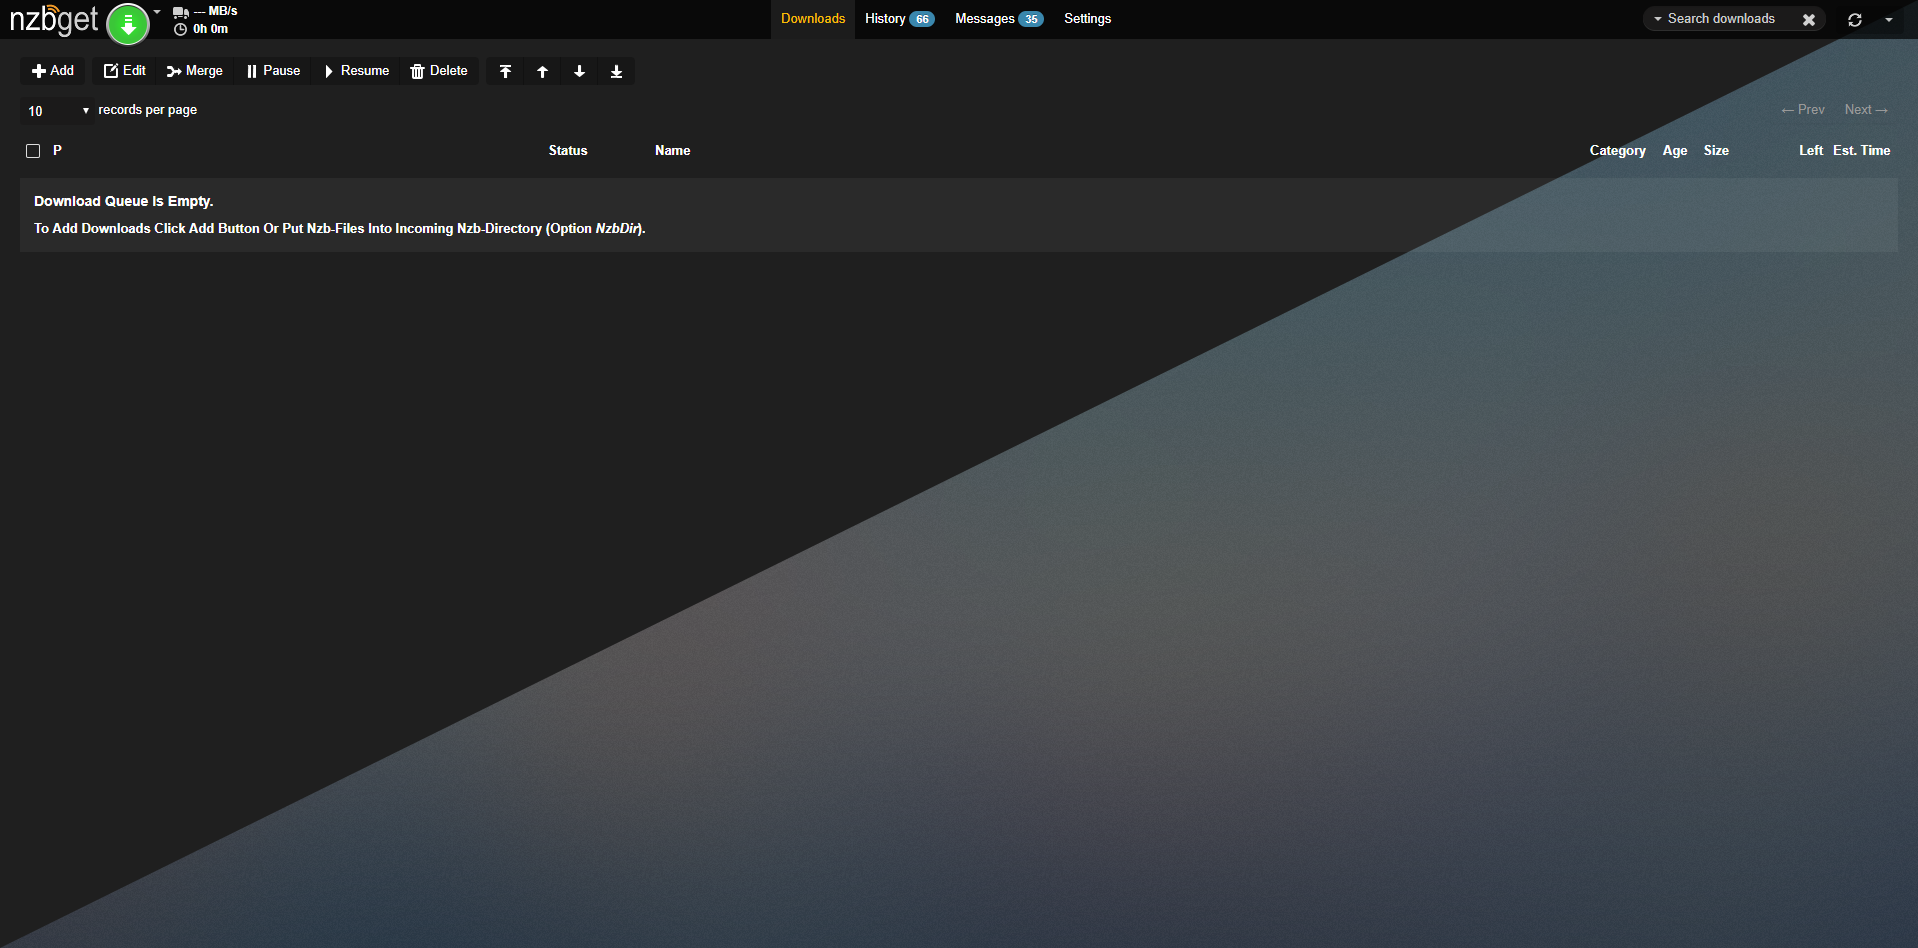 nzbget
--- MB/s
0h 0m
Downloads
History 66
Messages 35
Settings
Search downloads
Add
Edit
Merge
Pause
Resume
Delete
10 records per page
← Prev
Next →
P
Status
Name
Category
Age
Size
Left
Est. Time
Download Queue Is Empty.
To Add Downloads Click Add Button Or Put Nzb-Files Into Incoming Nzb-Directory (Option NzbDir).